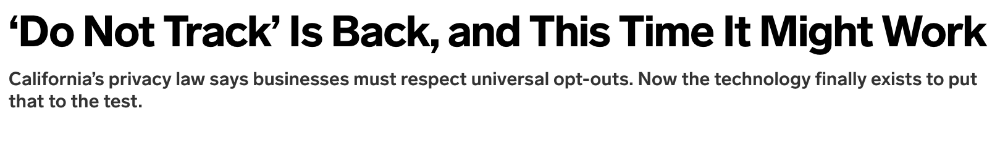 ‘Do Not Track’ Is Back, and This Time It Might Work
California’s privacy law says businesses must respect universal opt-outs. Now the technology finally exists to put
that to the test.